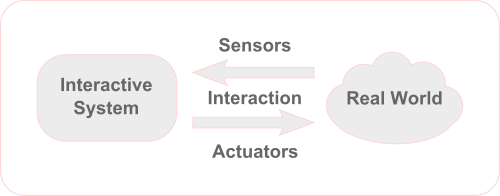 Sensors
Interactive
System
Interaction
Real World
Actuators